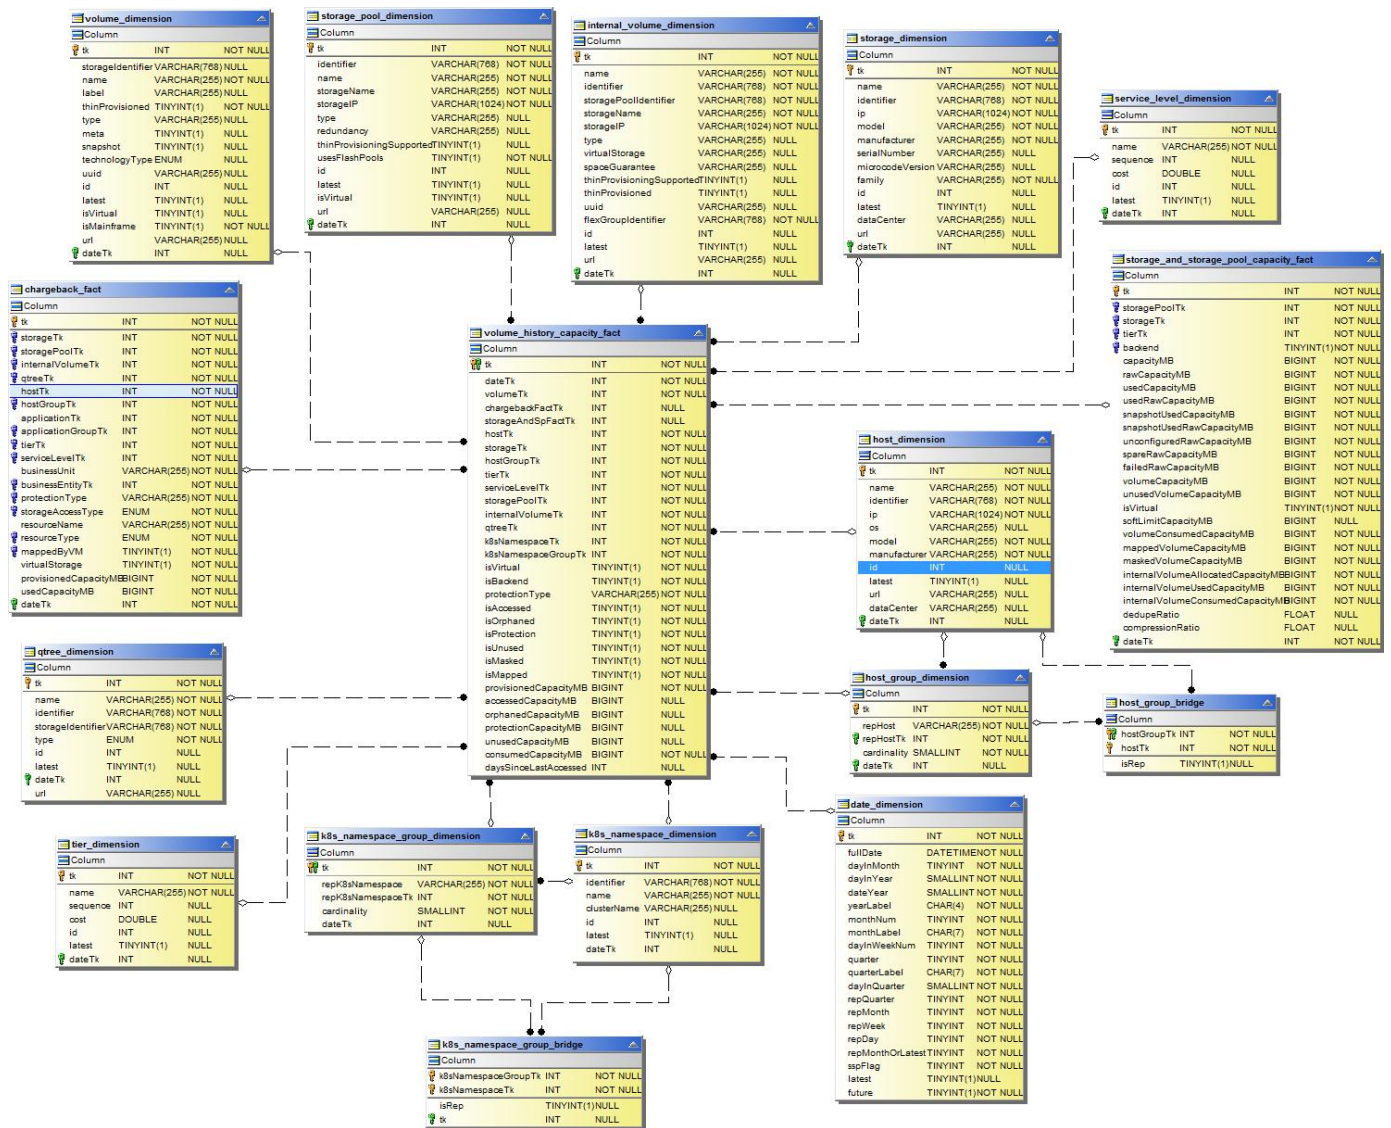 volume_dimension
Column
tk INT NOT NULL
storageIdentifier VARCHAR(768) NULL
name VARCHAR(255) NOT NULL
label VARCHAR(255) NULL
thinProvisioned TINYINT(1) NOT NULL
type VARCHAR(255) NULL
meta TINYINT(1) NULL
snapshot TINYINT(1) NULL
technologyType ENUM NULL
uuid VARCHAR(255) NULL
id INT NULL
latest TINYINT(1) NULL
isVirtual TINYINT(1) NULL
isMainframe TINYINT(1) NOT NULL
url VARCHAR(255) NULL
dateTk INT NULL
storage_pool_dimension
Column
tk INT NOT NULL
identifier VARCHAR(768) NOT NULL
name VARCHAR(255) NOT NULL
storageName VARCHAR(255) NOT NULL
storageIP VARCHAR(1024) NOT NULL
type VARCHAR(255) NULL
redundancy VARCHAR(255) NULL
thinProvisioningSupported TINYINT(1) NULL
usesFlashPools TINYINT(1) NOT NULL
id INT NULL
latest TINYINT(1) NULL
isVirtual TINYINT(1) NULL
url VARCHAR(255) NULL
dateTk INT NULL
internal_volume_dimension
Column
tk INT NOT NULL
name VARCHAR(255) NOT NULL
identifier VARCHAR(768) NOT NULL
storagePoolIdentifier VARCHAR(768) NOT NULL
storageName VARCHAR(255) NOT NULL
storageIP VARCHAR(1024) NOT NULL
type VARCHAR(255) NULL
virtualStorage VARCHAR(255) NULL
spaceGuarantee VARCHAR(255) NULL
thinProvisioningSupported TINYINT(1) NULL
thinProvisioned TINYINT(1) NULL
uuid VARCHAR(255) NULL
flexGroupIdentifier VARCHAR(768) NOT NULL
id INT NULL
latest TINYINT(1) NULL
url VARCHAR(255) NULL
dateTk INT NULL
storage_dimension
Column
tk INT NOT NULL
name VARCHAR(255) NOT NULL
identifier VARCHAR(768) NOT NULL
ip VARCHAR(1024) NOT NULL
model VARCHAR(255) NOT NULL
manufacturer VARCHAR(255) NOT NULL
serialNumber VARCHAR(255) NULL
microcodeVersion VARCHAR(255) NULL
family VARCHAR(255) NOT NULL
id INT NULL
latest TINYINT(1) NULL
dataCenter VARCHAR(255) NULL
url VARCHAR(255) NULL
dateTk INT NULL
service_level_dimension
Column
tk INT NOT NULL
name VARCHAR(255) NOT NULL
sequence INT NULL
cost DOUBLE NULL
id INT NULL
latest TINYINT(1) NULL
dateTk INT NULL
chargeback_fact
Column
tk INT NOT NULL
storageTk INT NOT NULL
storagePoolTk INT NOT NULL
internalVolumeTk INT NOT NULL
qtreeTk INT NOT NULL
hostTk INT NOT NULL
hostGroupTk INT NOT NULL
applicationTk INT NOT NULL
applicationGroupTk INT NOT NULL
tierTk INT NOT NULL
serviceLevelTk INT NOT NULL
businessUnit VARCHAR(255) NOT NULL
businessEntityTk INT NOT NULL
protectionType VARCHAR(255) NOT NULL
storageAccessType ENUM NOT NULL
resourceName VARCHAR(255) NOT NULL
resourceType ENUM NOT NULL
mappedByVM TINYINT(1) NOT NULL
virtualStorage VARCHAR(255) NOT NULL
provisionedCapacityMB BIGINT NOT NULL
usedCapacityMB BIGINT NOT NULL
dateTk INT NOT NULL
volume_history_capacity_fact
Column
tk INT NOT NULL
dateTk INT NOT NULL
volumeTk INT NOT NULL
chargebackFactTk INT NULL
storageAndSpFactTk INT NULL
hostTk INT NOT NULL
storageTk INT NOT NULL
hostGroupTk INT NOT NULL
tierTk INT NOT NULL
serviceLevelTk INT NOT NULL
storagePoolTk INT NOT NULL
internalVolumeTk INT NOT NULL
qtreeTk INT NOT NULL
k8sNamespaceTk INT NOT NULL
k8sNamespaceGroupTk INT NOT NULL
isVirtual TINYINT(1) NOT NULL
isBackend TINYINT(1) NOT NULL
protectionType VARCHAR(255) NOT NULL
isAccessed TINYINT(1) NOT NULL
isOrphaned TINYINT(1) NOT NULL
isProtection TINYINT(1) NOT NULL
isUnused TINYINT(1) NOT NULL
isMasked TINYINT(1) NOT NULL
isMapped TINYINT(1) NOT NULL
provisionedCapacityMB BIGINT NOT NULL
accessedCapacityMB BIGINT NULL
orphanedCapacityMB BIGINT NULL
protectionCapacityMB BIGINT NULL
unusedCapacityMB BIGINT NULL
consumedCapacityMB BIGINT NOT NULL
daysSinceLastAccessed INT NULL
storage_and_storage_pool_capacity_fact
Column
tk INT NOT NULL
storagePoolTk INT NOT NULL
storageTk INT NOT NULL
tierTk INT NOT NULL
backend TINYINT(1) NOT NULL
capacityMB BIGINT NOT NULL
rawCapacityMB BIGINT NOT NULL
usedCapacityMB BIGINT NOT NULL
usedRawCapacityMB BIGINT NOT NULL
snapshotUsedCapacityMB BIGINT NOT NULL
snapshotUsedRawCapacityMB BIGINT NOT NULL
unconfiguredRawCapacityMB BIGINT NOT NULL
spareRawCapacityMB BIGINT NOT NULL
failedRawCapacityMB BIGINT NOT NULL
volumeCapacityMB BIGINT NOT NULL
unusedVolumeCapacityMB BIGINT NOT NULL
isVirtual TINYINT(1) NOT NULL
softLimitCapacityMB BIGINT NULL
volumeConsumedCapacityMB BIGINT NOT NULL
mappedVolumeCapacityMB BIGINT NOT NULL
maskedVolumeCapacityMB BIGINT NOT NULL
internalVolumeAllocatedCapacityMB BIGINT NOT NULL
internalVolumeUsedCapacityMB BIGINT NOT NULL
internalVolumeConsumedCapacityMB BIGINT NOT NULL
dedupeRatio FLOAT NULL
compressionRatio FLOAT NULL
dateTk INT NOT NULL
host_dimension
Column
tk INT NOT NULL
name VARCHAR(255) NOT NULL
identifier VARCHAR(768) NOT NULL
ip VARCHAR(1024) NOT NULL
os VARCHAR(255) NULL
model VARCHAR(255) NOT NULL
manufacturer VARCHAR(255) NOT NULL
id INT NULL
latest TINYINT(1) NULL
url VARCHAR(255) NULL
dataCenter VARCHAR(255) NULL
dateTk INT NULL
qtree_dimension
Column
tk INT NOT NULL
name VARCHAR(255) NOT NULL
identifier VARCHAR(768) NOT NULL
storageIdentifier VARCHAR(768) NOT NULL
type ENUM NOT NULL
id INT NULL
latest TINYINT(1) NULL
dateTk INT NULL
url VARCHAR(255) NULL
host_group_dimension
Column
tk INT NOT NULL
repHost VARCHAR(255) NOT NULL
repHostTk INT NOT NULL
cardinality SMALLINT NOT NULL
dateTk INT NULL
host_group_bridge
Column
hostGroupTk INT NOT NULL
hostTk INT NOT NULL
isRep TINYINT(1) NULL
tier_dimension
Column
tk INT NOT NULL
name VARCHAR(255) NOT NULL
sequence INT NULL
cost DOUBLE NULL
id INT NULL
latest TINYINT(1) NULL
dateTk INT NULL
k8s_namespace_group_dimension
Column
tk INT NOT NULL
repK8sNamespace VARCHAR(255) NOT NULL
repK8sNamespaceTk INT NOT NULL
cardinality SMALLINT NOT NULL
dateTk INT NULL
k8s_namespace_dimension
Column
tk INT NOT NULL
identifier VARCHAR(768) NOT NULL
name VARCHAR(255) NOT NULL
clusterName VARCHAR(255) NULL
id INT NULL
latest TINYINT(1) NULL
dateTk INT NULL
date_dimension
Column
tk INT NOT NULL
fullDate DATETIME NOT NULL
dayInMonth TINYINT NOT NULL
dayInYear SMALLINT NOT NULL
dateYear SMALLINT NOT NULL
yearLabel CHAR(4) NOT NULL
monthNum TINYINT NOT NULL
monthLabel CHAR(7) NOT NULL
dayInWeekNum TINYINT NOT NULL
quarter TINYINT NOT NULL
quarterLabel CHAR(7) NOT NULL
dayInQuarter SMALLINT NOT NULL
repQuarter TINYINT NOT NULL
repMonth TINYINT NOT NULL
repWeek TINYINT NOT NULL
repDay TINYINT NOT NULL
repMonthOrLatest TINYINT NOT NULL
sspFlag TINYINT NOT NULL
latest TINYINT(1) NULL
future TINYINT(1) NOT NULL
k8s_namespace_group_bridge
Column
k8sNamespaceGroupTk INT NOT NULL
k8sNamespaceTk INT NOT NULL
isRep TINYINT(1) NULL
tk INT NULL